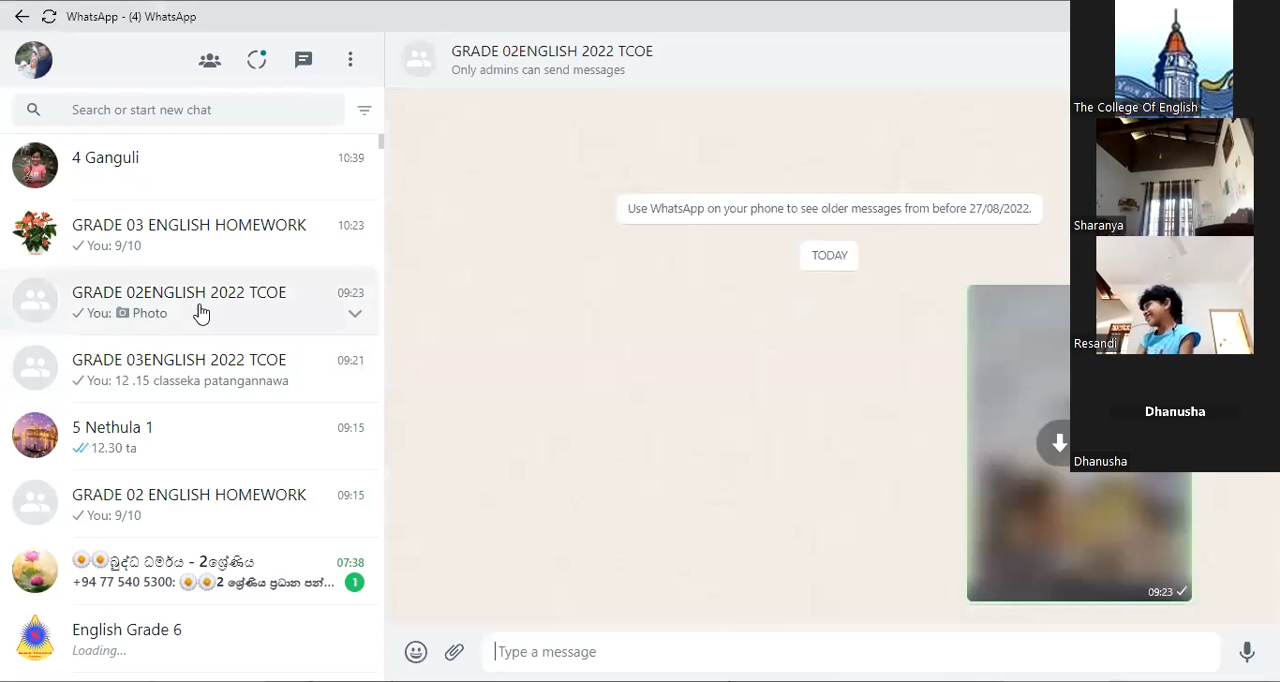 WhatsApp - (4) WhatsApp
Search or start new chat
4 Ganguli
10:39
GRADE 03 ENGLISH HOMEWORK
10:23
You: 9/10
GRADE 02ENGLISH 2022 TCOE
09:23
You: Photo
GRADE 03ENGLISH 2022 TCOE
09:21
You: 12 .15 classeka patangannawa
5 Nethula 1
09:15
12.30 ta
GRADE 02 ENGLISH HOMEWORK
09:15
You: 9/10
බුද්ධ ධර්මය - 2ශ්‍රේණිය
07:38
+94 77 540 5300: 2 ශ්‍රේණිය ප්‍රධාන පන්...
1
English Grade 6
Loading...
GRADE 02ENGLISH 2022 TCOE
Only admins can send messages
Use WhatsApp on your phone to see older messages from before 27/08/2022.
TODAY
09:23
Type a message
The College Of English
Sharanya
Resandi
Dhanusha
Dhanusha